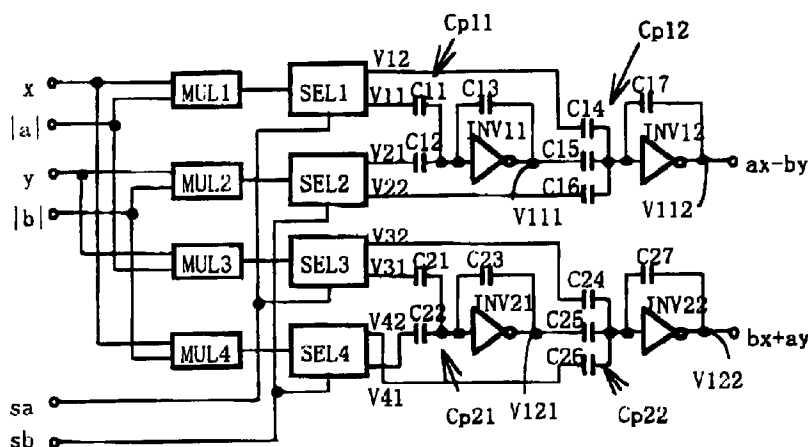 Cp11
Cp12
V12
x
MUL1
SEL1
V11
C11
C13
C14
C17
|a|
C12
INV11
INV12
y
MUL2
SEL2
V21
C15
ax-by
V22
C16
|b|
V111
V112
MUL3
SEL3
V32
V31
C21
C23
C24
C27
C22
INV21
INV22
V42
MUL4
SEL4
C25
bx+ay
V41
C26
sa
Cp21
V121
Cp22
V122
sb